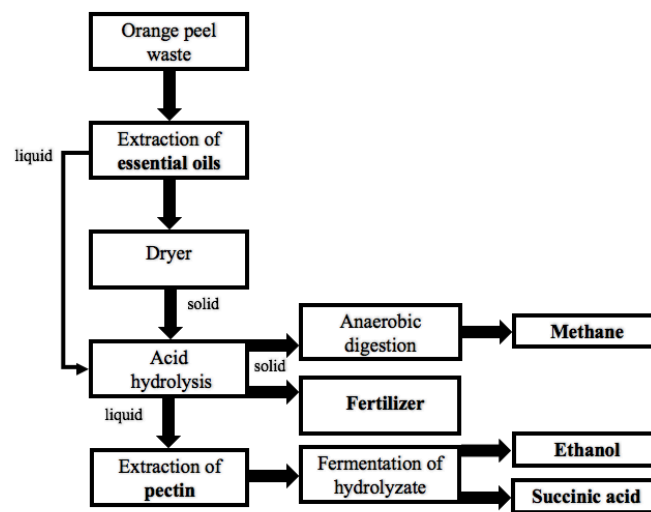 Orange peel
waste
liquid
Extraction of
essential oils
Dryer
solid
Acid
hydrolysis
solid
Anaerobic
digestion
Methane
Fertilizer
liquid
Extraction of
pectin
Fermentation of
hydrolyzate
Ethanol
Succinic acid